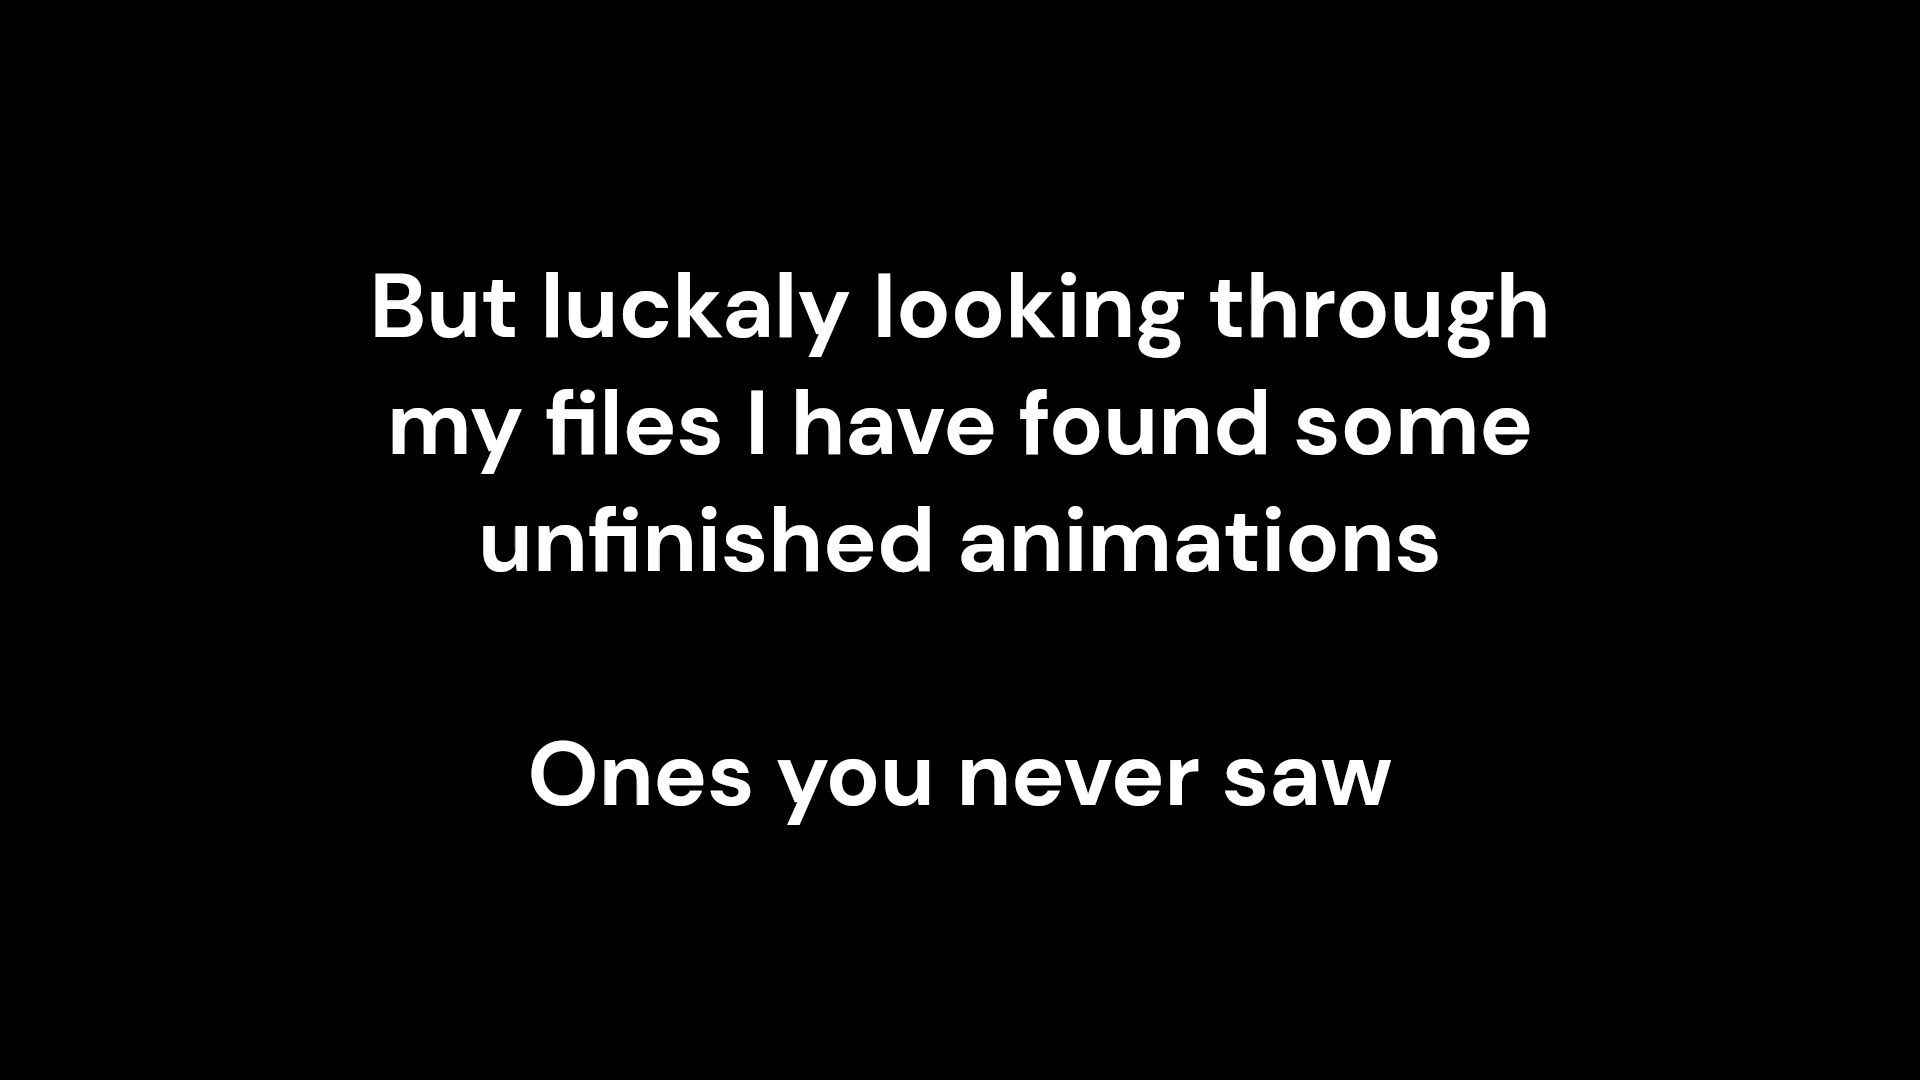 But luckaly looking through
my files I have found some
unfinished animations
Ones you never saw